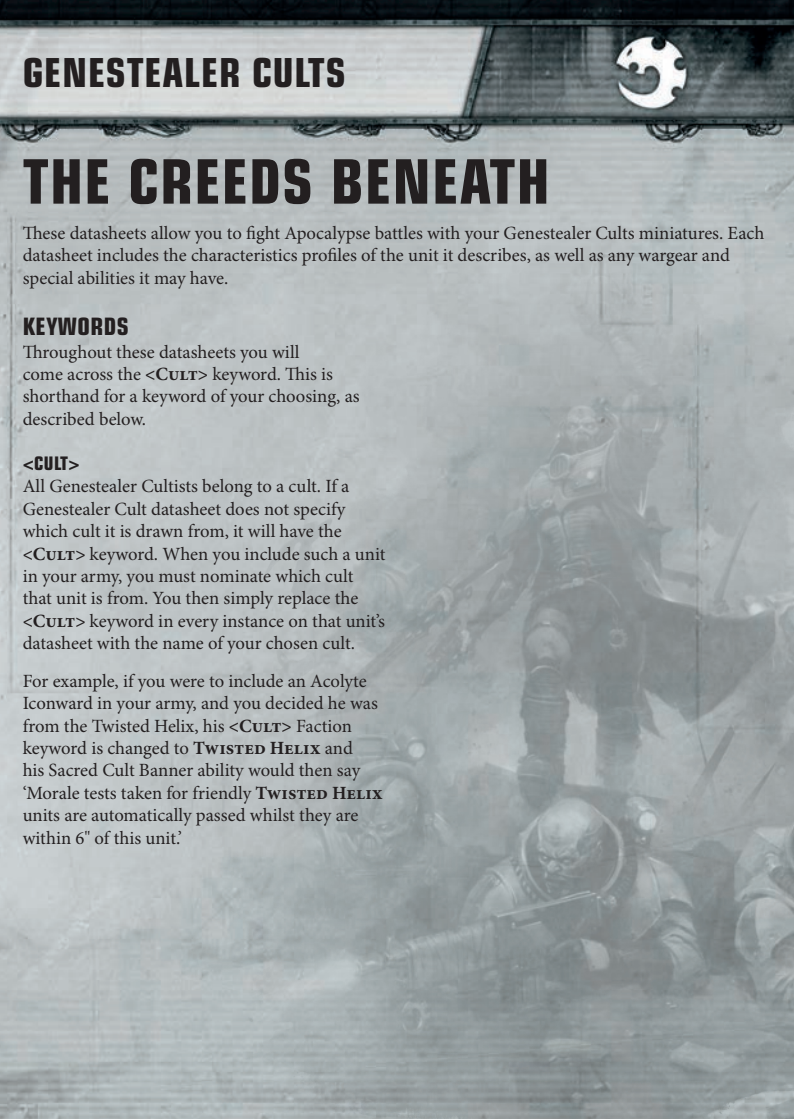 GENESTEALER CULTS
THE CREEDS BENEATH
These datasheets allow you to fight Apocalypse battles with your Genestealer Cults miniatures. Each
datasheet includes the characteristics profiles of the unit it describes, as well as any wargear and
special abilities it may have.
KEYWORDS
Throughout these datasheets you will
come across the <CULT> keyword. This is
shorthand for a keyword of your choosing, as
described below.
<CULT>
All Genestealer Cultists belong to a cult. If a
Genestealer Cult datasheet does not specify
which cult it is drawn from, it will have the
<CULT> keyword. When you include such a unit
in your army, you must nominate which cult
that unit is from. You then simply replace the
<CULT> keyword in every instance on that unit's
datasheet with the name of your chosen cult.
For example, if you were to include an Acolyte
Iconward in your army, and you decided he was
from the Twisted Helix, his <CULT> Faction
keyword is changed to TWISTED HELIX and
his Sacred Cult Banner ability would then say
‘Morale tests taken for friendly TWISTED HELIX
units are automatically passed whilst they are
within 6" of this unit.’